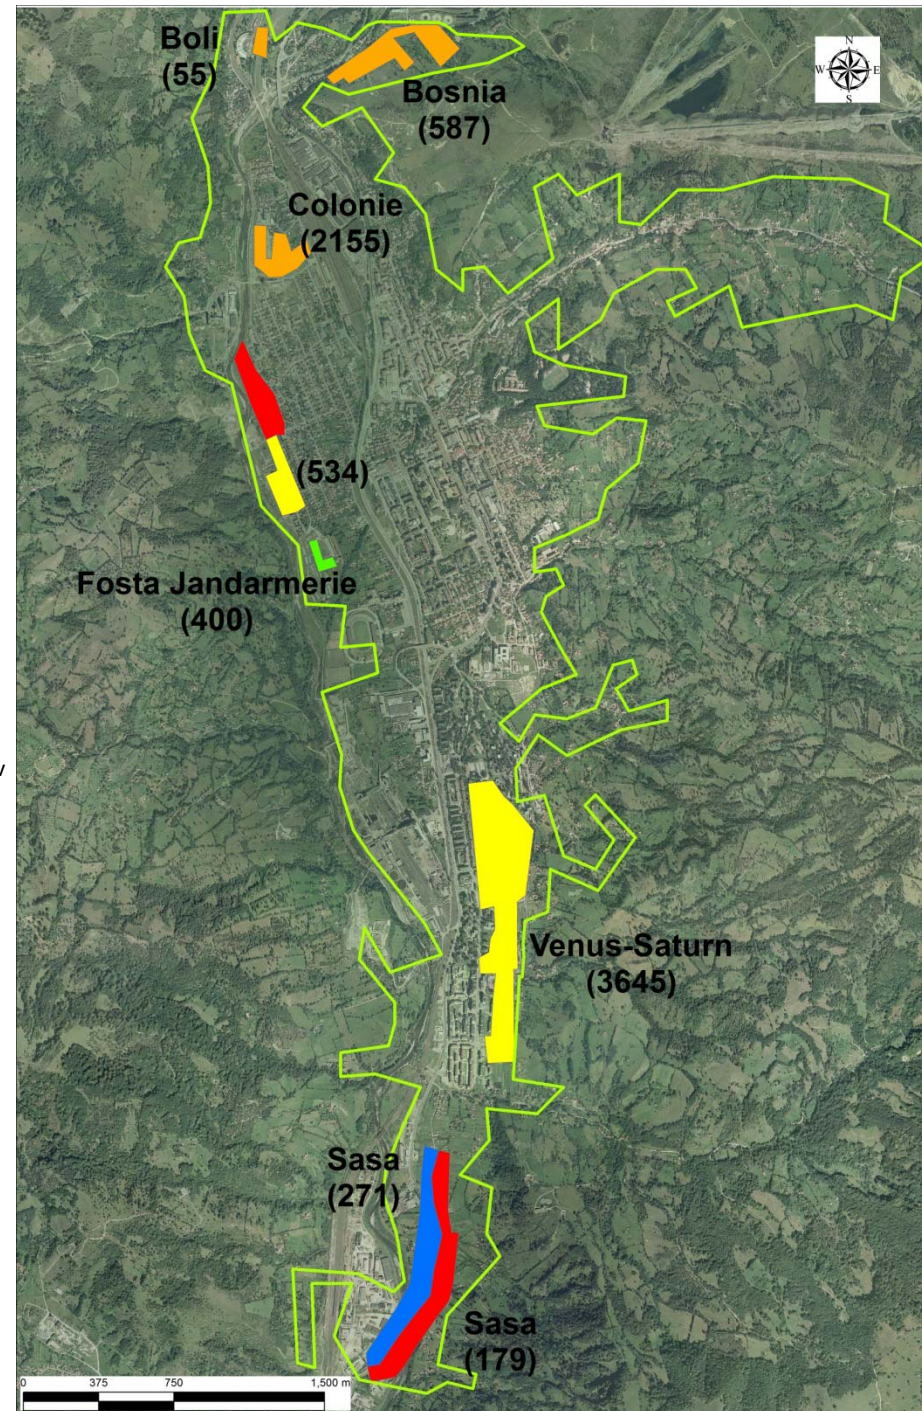 Boli
(55)
Bosnia
(587)
N
W
E
S
Colonie
(2155)
(534)
Fosta Jandarmerie
(400)
v
Venus-Saturn
(3645)
Sasa
(271)
Sasa
(179)
0 375 750 1,500 m